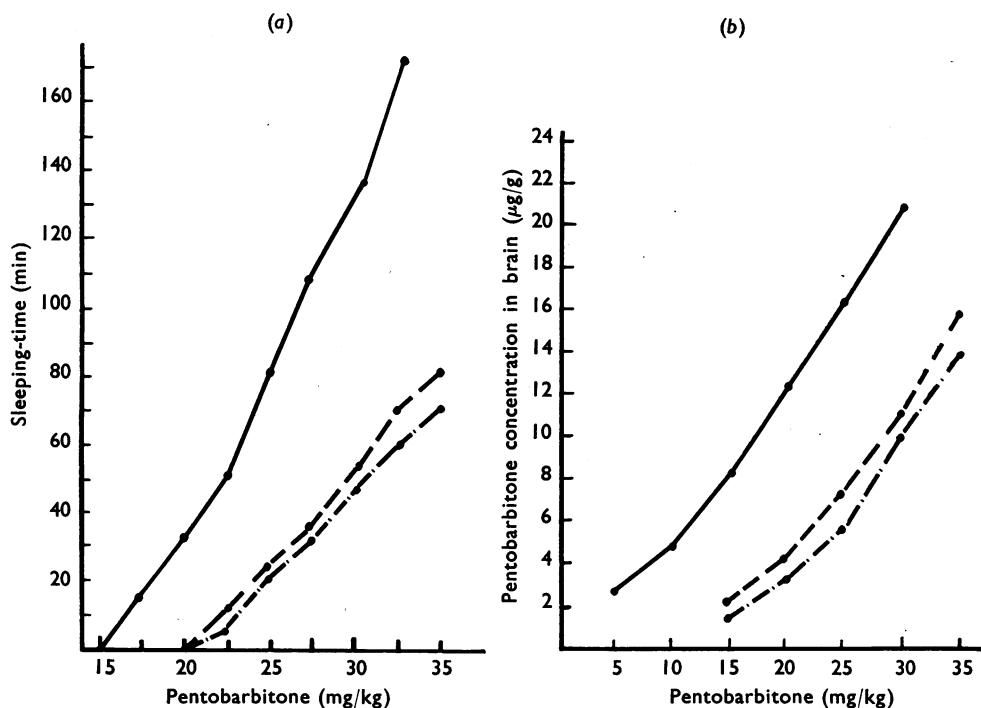 (a)
Sleeping-time (min)
160
140
120
100
80
60
40
20
15 20 25 30 35
Pentobarbitone (mg/kg)
(b)
Pentobarbitone concentration in brain (µg/g)
24
22
20
18
16
14
12
10
8
6
4
2
5 10 15 20 25 30 35
Pentobarbitone (mg/kg)